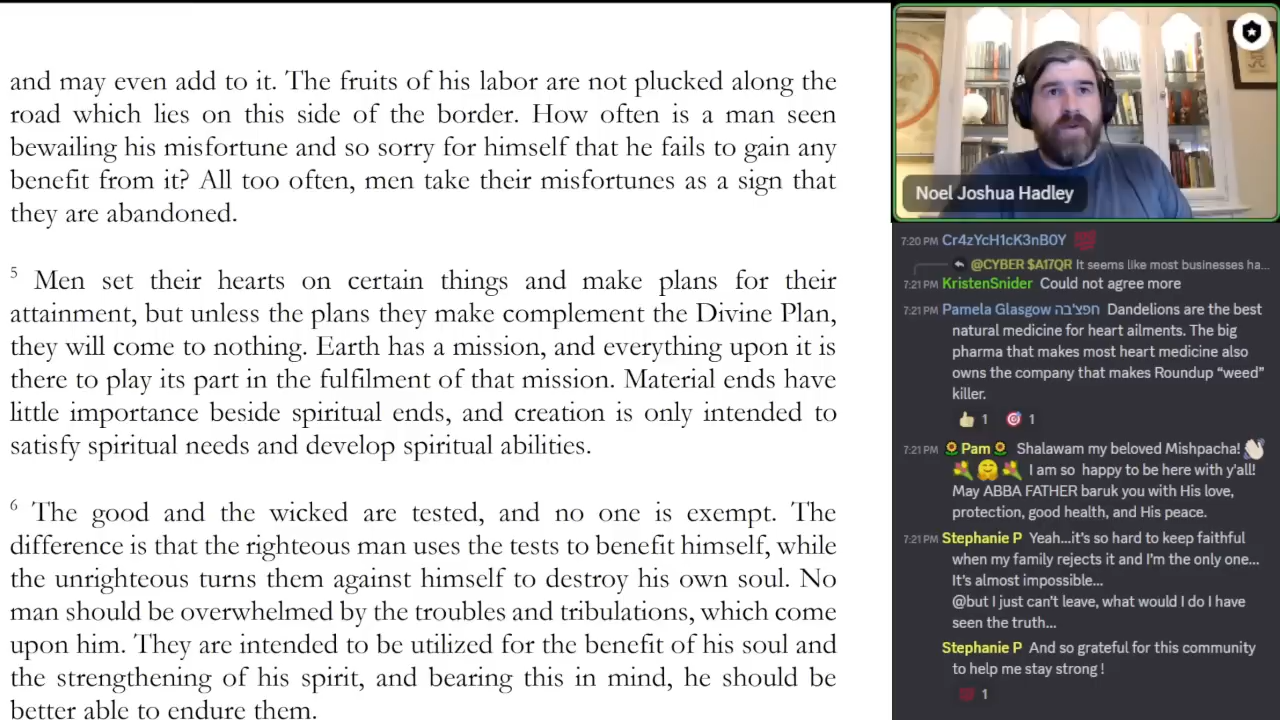 and may even add to it. The fruits of his labor are not plucked along the
road which lies on this side of the border. How often is a man seen
bewailing his misfortune and so sorry for himself that he fails to gain any
benefit from it? All too often, men take their misfortunes as a sign that
they are abandoned.
5 Men set their hearts on certain things and make plans for their
attainment, but unless the plans they make complement the Divine Plan,
they will come to nothing. Earth has a mission, and everything upon it is
there to play its part in the fulfilment of that mission. Material ends have
little importance beside spiritual ends, and creation is only intended to
satisfy spiritual needs and develop spiritual abilities.
6 The good and the wicked are tested, and no one is exempt. The
difference is that the righteous man uses the tests to benefit himself, while
the unrighteous turns them against himself to destroy his own soul. No
man should be overwhelmed by the troubles and tribulations, which come
upon him. They are intended to be utilized for the benefit of his soul and
the strengthening of his spirit, and bearing this in mind, he should be
better able to endure them.
Noel Joshua Hadley
7:20 PM Cr4zYcH1cK3nB0Y
@CYBER $A17QR It seems like most businesses ha...
7:21 PM KristenSnider Could not agree more
7:21 PM Pamela Glasgow חפצ'בה Dandelions are the best
natural medicine for heart ailments. The big
pharma that makes most heart medicine also
owns the company that makes Roundup “weed”
killer.
👍 1 🎯 1
7:21 PM 🌻 Pam 🌻 Shalawam my beloved Mishpacha! 👋🏻
💐 🤗 💐 I am so happy to be here with y'all!
May ABBA FATHER baruk you with His love,
protection, good health, and His peace.
7:21 PM Stephanie P Yeah...it's so hard to keep faithful
when my family rejects it and I'm the only one...
It's almost impossible...
@but I just can't leave, what would I do I have
seen the truth...
Stephanie P And so grateful for this community
to help me stay strong !
1